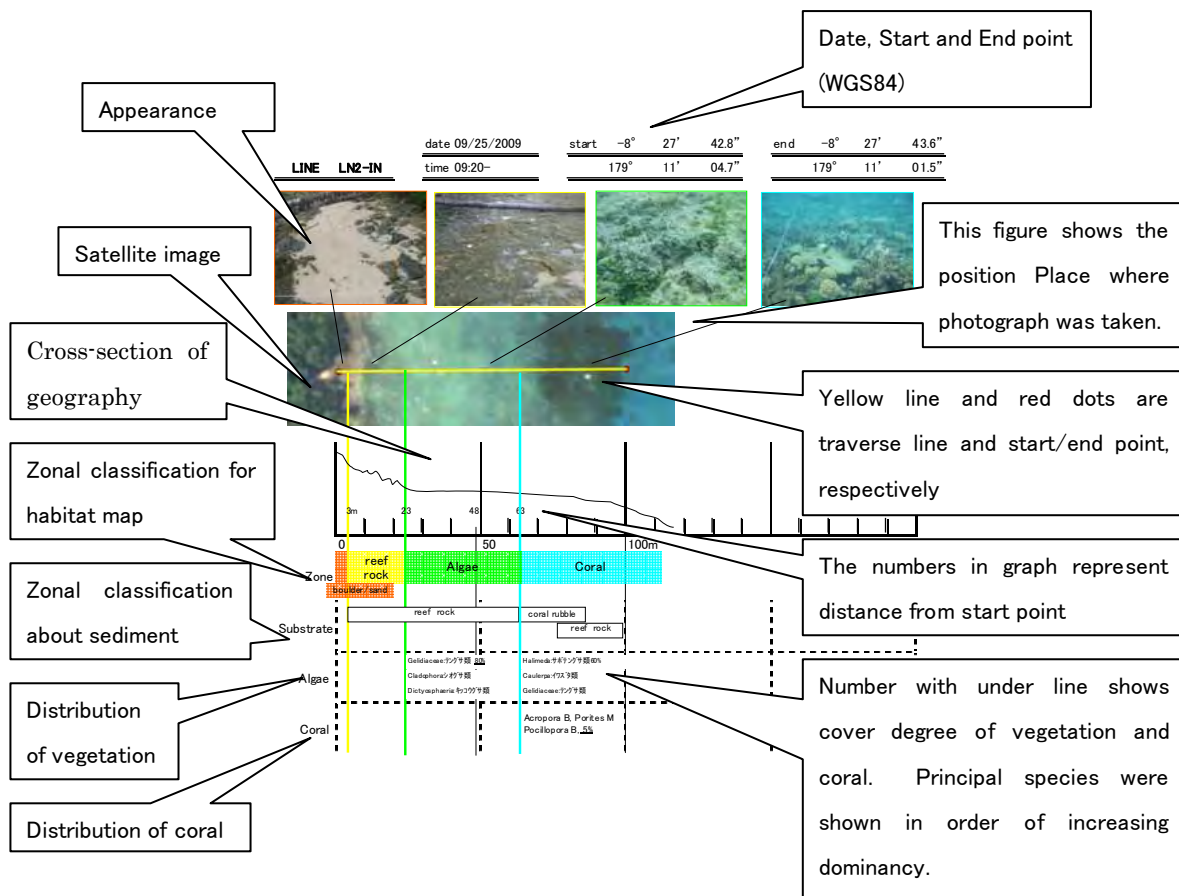 Date, Start and End point
(WGS84)
Appearance
date 09/25/2009 start -8° 27’ 42.8” end -8° 27’ 43.6”
LINE LN2-IN time 09:20- 179° 11’ 04.7” 179° 11’ 01.5”
Satellite image
This figure shows the
position Place where
photograph was taken.
Cross-section of
geography
Yellow line and red dots are
traverse line and start/end point,
respectively
Zonal classification for
habitat map
3m 23 48 63
0 50 100m
reef
rock
Algae
Coral
Zone
boulder/sand
The numbers in graph represent
distance from start point
Zonal classification
about sediment
Substrate
reef rock
coral rubble
reef rock
Algae
Gelidiaceae:テングサ類 80%
Cladophora:シオグサ類
Dictyosphaeria:キッコウグサ類
Halimeda:サボテングサ類60%
Caulerpa:イワズタ類
Gelidiaceae:テングサ類
Distribution
of vegetation
Coral
Acropora B, Porites M
Pocillopora B, 5%
Distribution of coral
Number with under line shows
cover degree of vegetation and
coral. Principal species were
shown in order of increasing
dominancy.